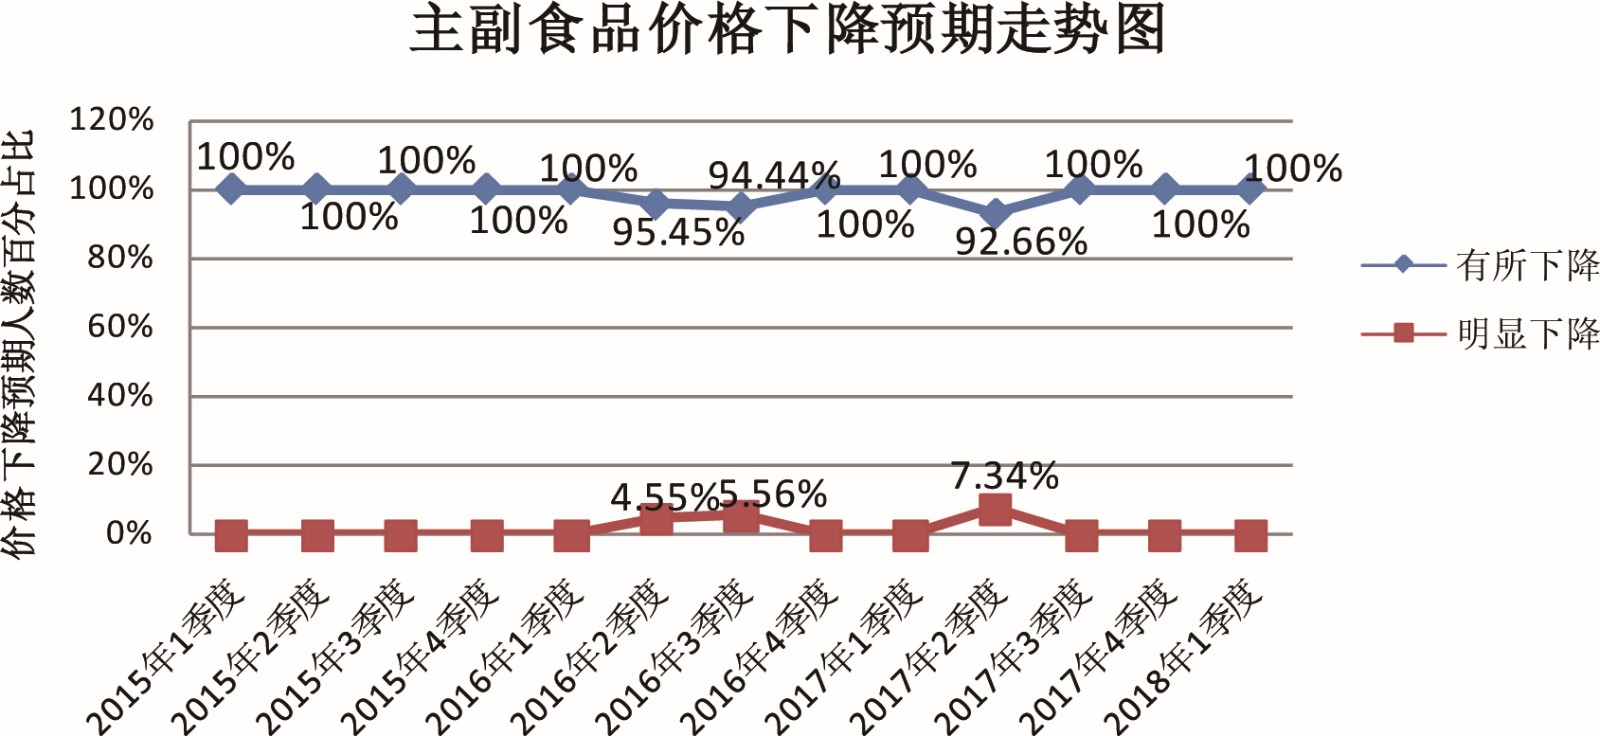 主副食品价格下降预期走势图
价格下降预期人数百分占比
120%
100%
80%
60%
40%
20%
0%
100%
100%
100%
100%
100%
95.45%
94.44%
100%
100%
92.66%
100%
100%
100%
4.55%
5.56%
7.34%
有所下降
明显下降
2015年1季度
2015年2季度
2015年3季度
2015年4季度
2016年1季度
2016年2季度
2016年3季度
2016年4季度
2017年1季度
2017年2季度
2017年3季度
2017年4季度
2018年1季度